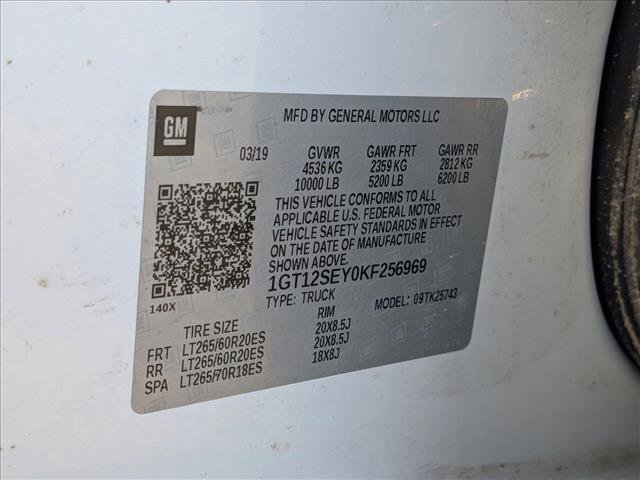 GM
MFD BY GENERAL MOTORS LLC
03/19 GVWR GAWR FRT GAWR RR
4536 KG 2359 KG 2812 KG
10000 LB 5200 LB 6200 LB
THIS VEHICLE CONFORMS TO ALL
APPLICABLE U.S. FEDERAL MOTOR
VEHICLE SAFETY STANDARDS IN EFFECT
ON THE DATE OF MANUFACTURE
SHOWN ABOVE.
1GT12SEY0KF256969
140X
TYPE: TRUCK MODEL: 09TK25743
TIRE SIZE RIM
FRT LT265/60R20ES 20X8.5J
RR LT265/60R20ES 20X8.5J
SPA LT265/70R18ES 18X8J